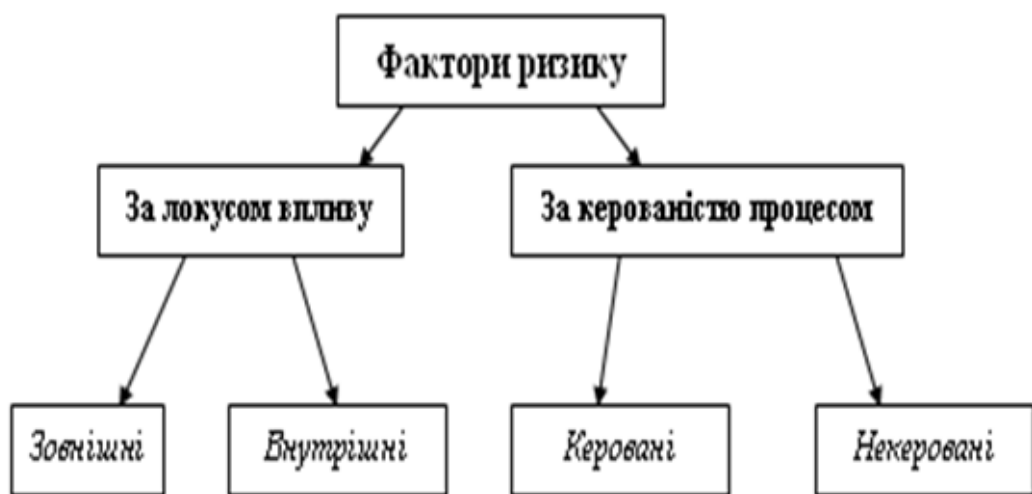 Фактори ризику
За локусом впливу
За керованістю процесом
Зовнішні
Внутрішні
Керовані
Некеровані